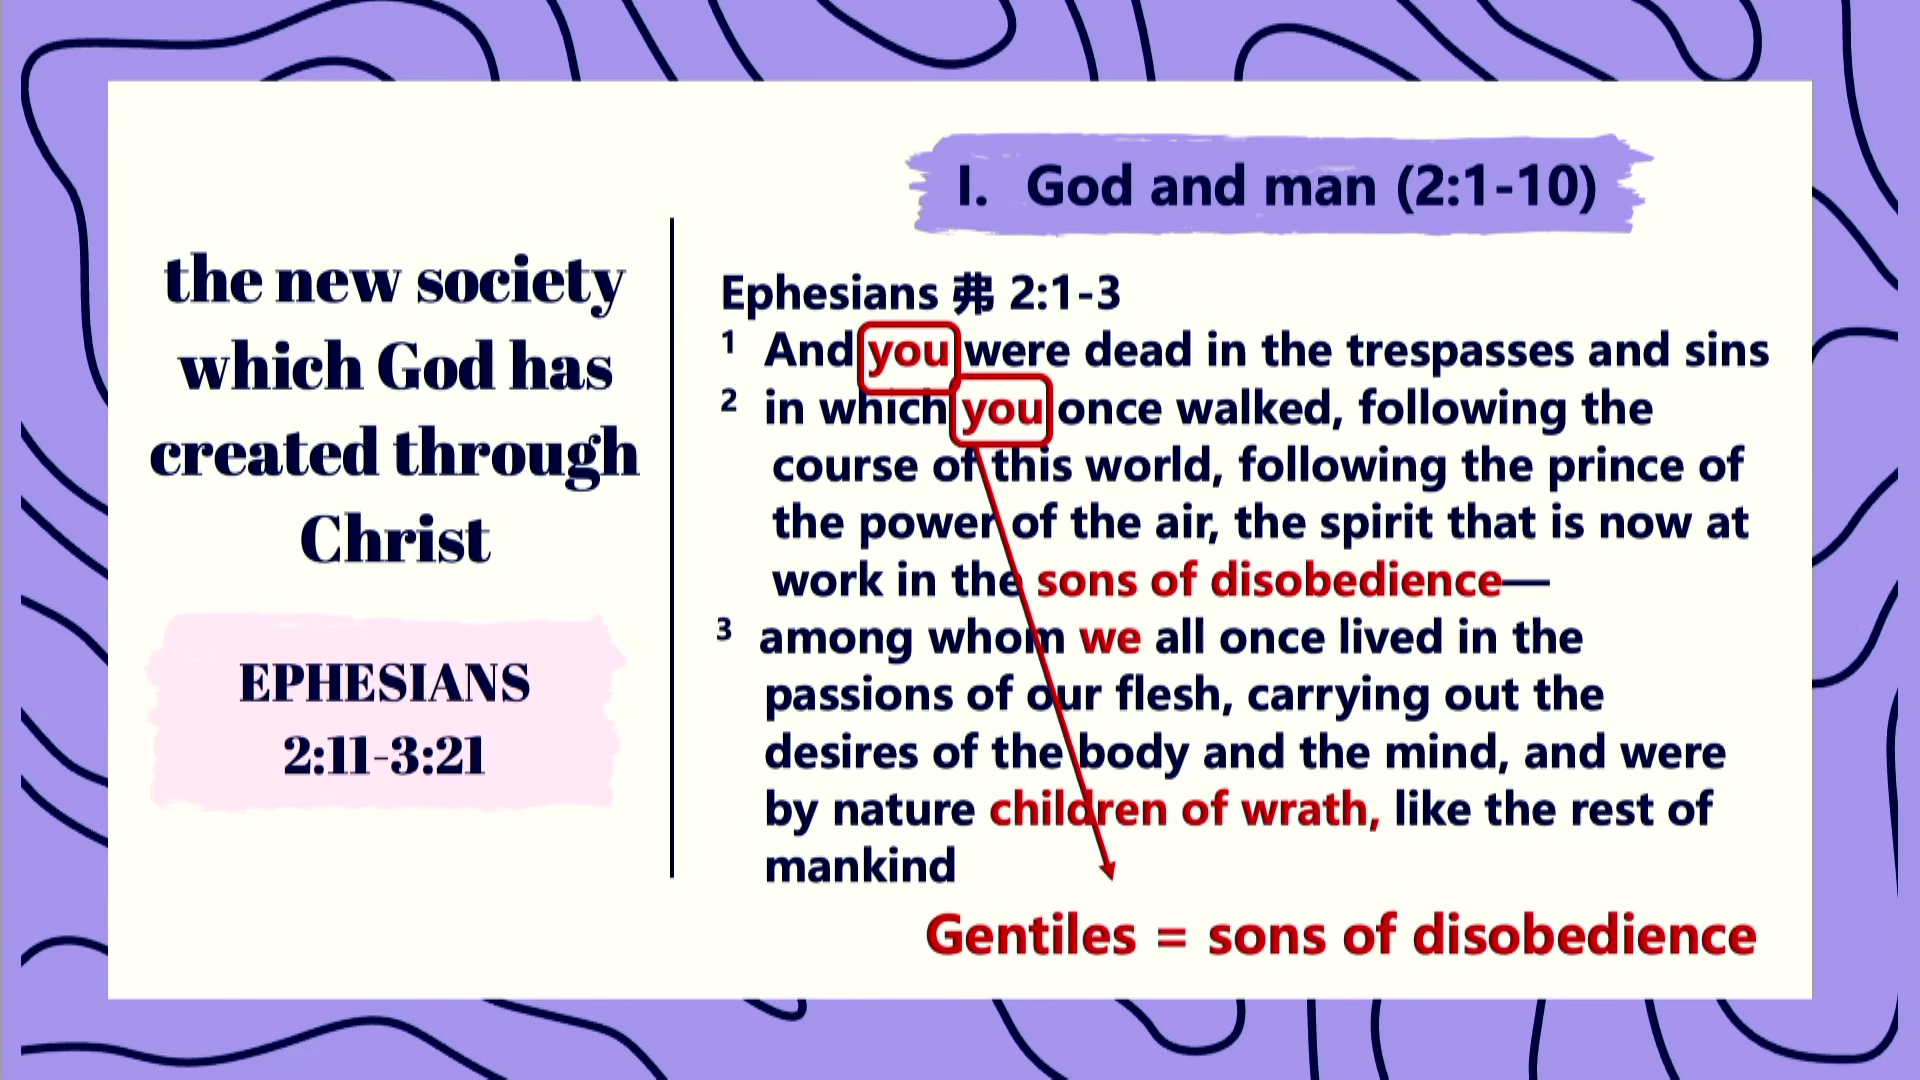 the new society
which God has
created through
Christ
EPHESIANS
2:11-3:21
I. God and man (2:1-10)
Ephesians 弗 2:1-3
1 And you were dead in the trespasses and sins
2 in which you once walked, following the
course of this world, following the prince of
the power of the air, the spirit that is now at
work in the sons of disobedience—
3 among whom we all once lived in the
passions of our flesh, carrying out the
desires of the body and the mind, and were
by nature children of wrath, like the rest of
mankind
Gentiles = sons of disobedience